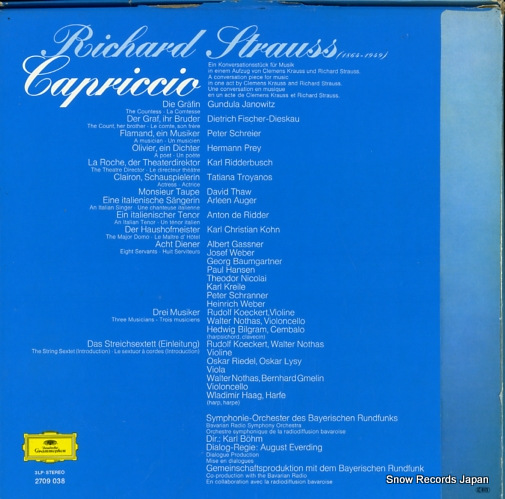 Richard Strauss (1864-1949)
Capriccio
Ein Konversationsstück für Musik
in einem Aufzug von Clemens Krauss und Richard Strauss.
A conversation piece for music
in one act by Clemens Krauss and Richard Strauss.
Une conversation en musique
en un acte de Clemens Krauss et Richard Strauss.
Die Gräfin Gundula Janowitz
The Countess · La Comtesse
Der Graf, ihr Bruder Dietrich Fischer-Dieskau
The Count, her brother · Le comte, son frère
Flamand, ein Musiker Peter Schreier
A musician · Un musicien
Olivier, ein Dichter Hermann Prey
A poet · Un poète
La Roche, der Theaterdirektor Karl Ridderbusch
The Theatre Director · Le directeur théâtre
Clairon, Schauspielerin Tatiana Troyanos
Actress · Actrice
Monsieur Taupe David Thaw
Eine italienische Sängerin Arleen Auger
An Italian Singer · Une chanteuse italienne
Ein italienischer Tenor Anton de Ridder
An Italian Tenor · Un ténor italien
Der Haushofmeister Karl Christian Kohn
The Major Domo · Le Maître d' Hôtel
Acht Diener Albert Gassner
Eight Servants · Huit Serviteurs
Josef Weber
Georg Baumgartner
Paul Hansen
Theodor Nicolai
Karl Kreile
Peter Schranner
Heinrich Weber
Drei Musiker Rudolf Koeckert, Violine
Three Musicians · Trois musiciens
Walter Nothas, Violoncello
Hedwig Bilgram, Cembalo
(harpsichord, clavecin)
Das Streichsextett (Einleitung) Rudolf Koeckert, Walter Nothas
The String Sextet (Introduction) · Le sextuor à cordes (Introduction)
Violine
Oskar Riedel, Oskar Lysy
Viola
Walter Nothas, Bernhard Gmelin
Violoncello
Wladimir Haag, Harfe
(harp, harpe)
Symphonie-Orchester des Bayerischen Rundfunks
Bavarian Radio Symphony Orchestra
Orchestre symphonique de la radiodiffusion bavaroise
Dir.: Karl Böhm
Dialog-Regie: August Everding
Dialogue Production
Mise en dialogues
Gemeinschaftsproduktion mit dem Bayerischen Rundfunk
Co-production with the Bavarian Radio
En collaboration avec la radiodiffusion bavaroise
Deutsche
Grammophon
3LP·STEREO
2709 038
Snow Records Japan